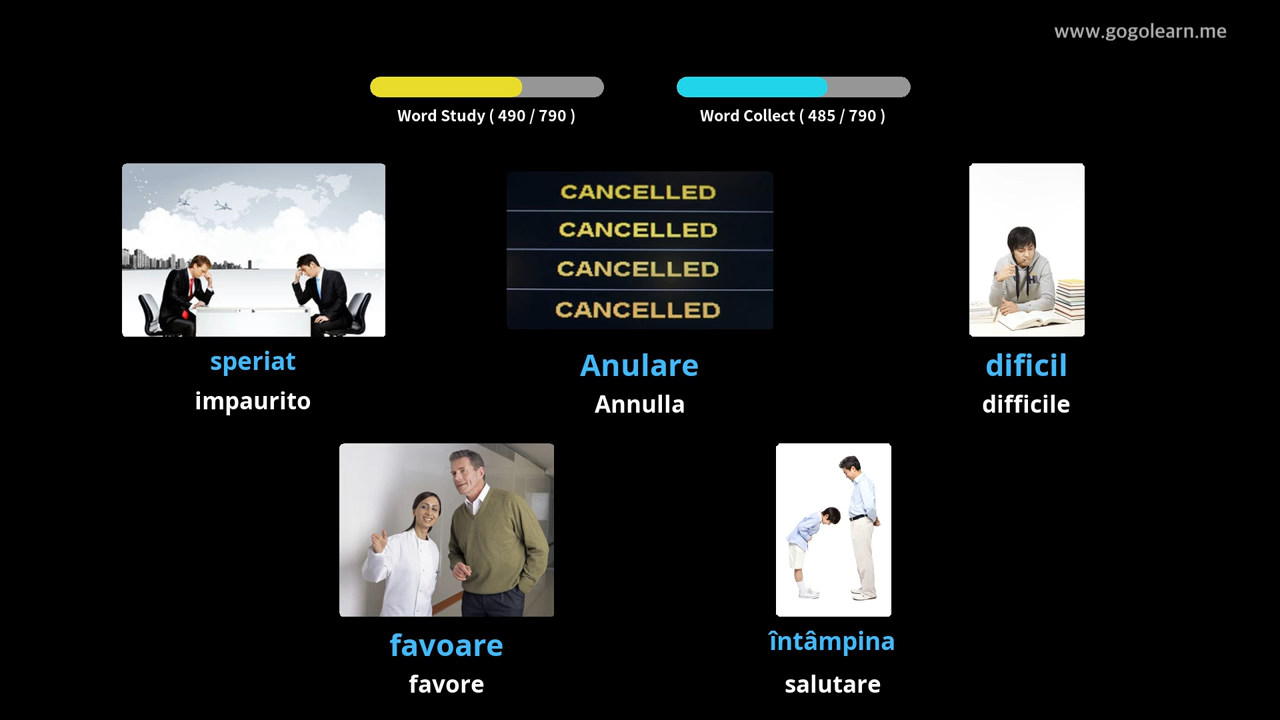 www.gogolearn.me
Word Study ( 490 / 790 )
Word Collect ( 485 / 790 )
CANCELLED
CANCELLED
CANCELLED
CANCELLED
speriat
impaurito
Anulare
Annulla
dificil
difficile
favoare
favore
întâmpina
salutare